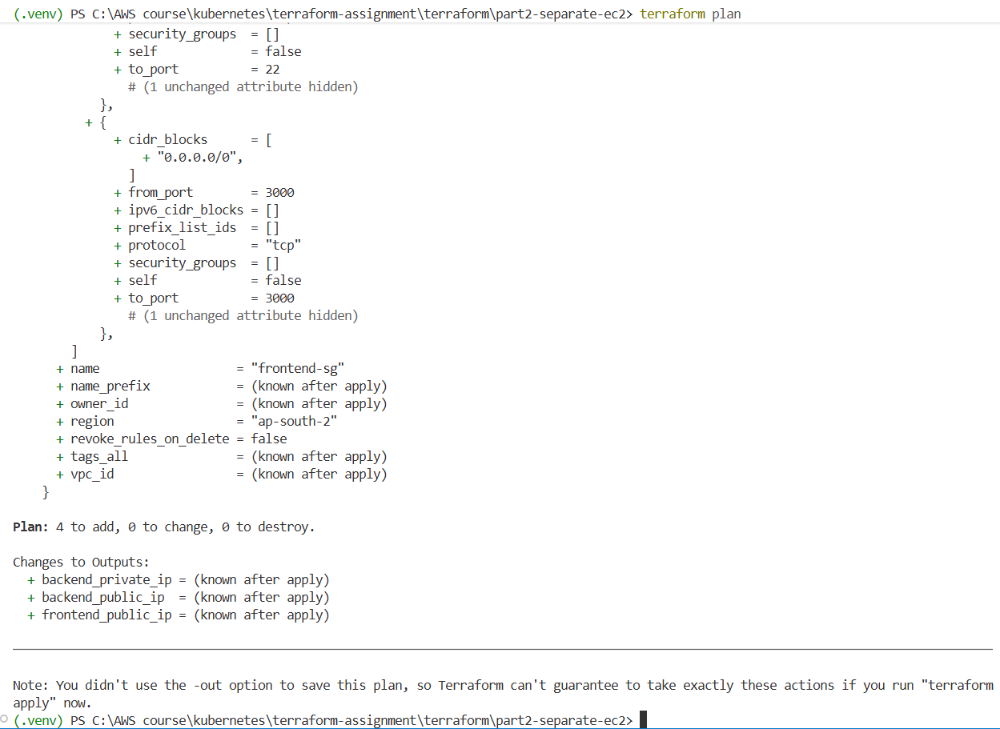 (.venv) PS C:\AWS course\kubernetes\terraform-assignment\terraform\part2-separate-ec2> terraform plan
+ security_groups = []
+ self = false
+ to_port = 22
# (1 unchanged attribute hidden)
},
+ {
+ cidr_blocks = [
+ "0.0.0.0/0",
]
+ from_port = 3000
+ ipv6_cidr_blocks = []
+ prefix_list_ids = []
+ protocol = "tcp"
+ security_groups = []
+ self = false
+ to_port = 3000
# (1 unchanged attribute hidden)
},
]
+ name = "frontend-sg"
+ name_prefix = (known after apply)
+ owner_id = (known after apply)
+ region = "ap-south-2"
+ revoke_rules_on_delete = false
+ tags_all = (known after apply)
+ vpc_id = (known after apply)
}
Plan: 4 to add, 0 to change, 0 to destroy.
Changes to Outputs:
+ backend_private_ip = (known after apply)
+ backend_public_ip = (known after apply)
+ frontend_public_ip = (known after apply)
Note: You didn't use the -out option to save this plan, so Terraform can't guarantee to take exactly these actions if you run "terraform
apply" now.
(.venv) PS C:\AWS course\kubernetes\terraform-assignment\terraform\part2-separate-ec2>